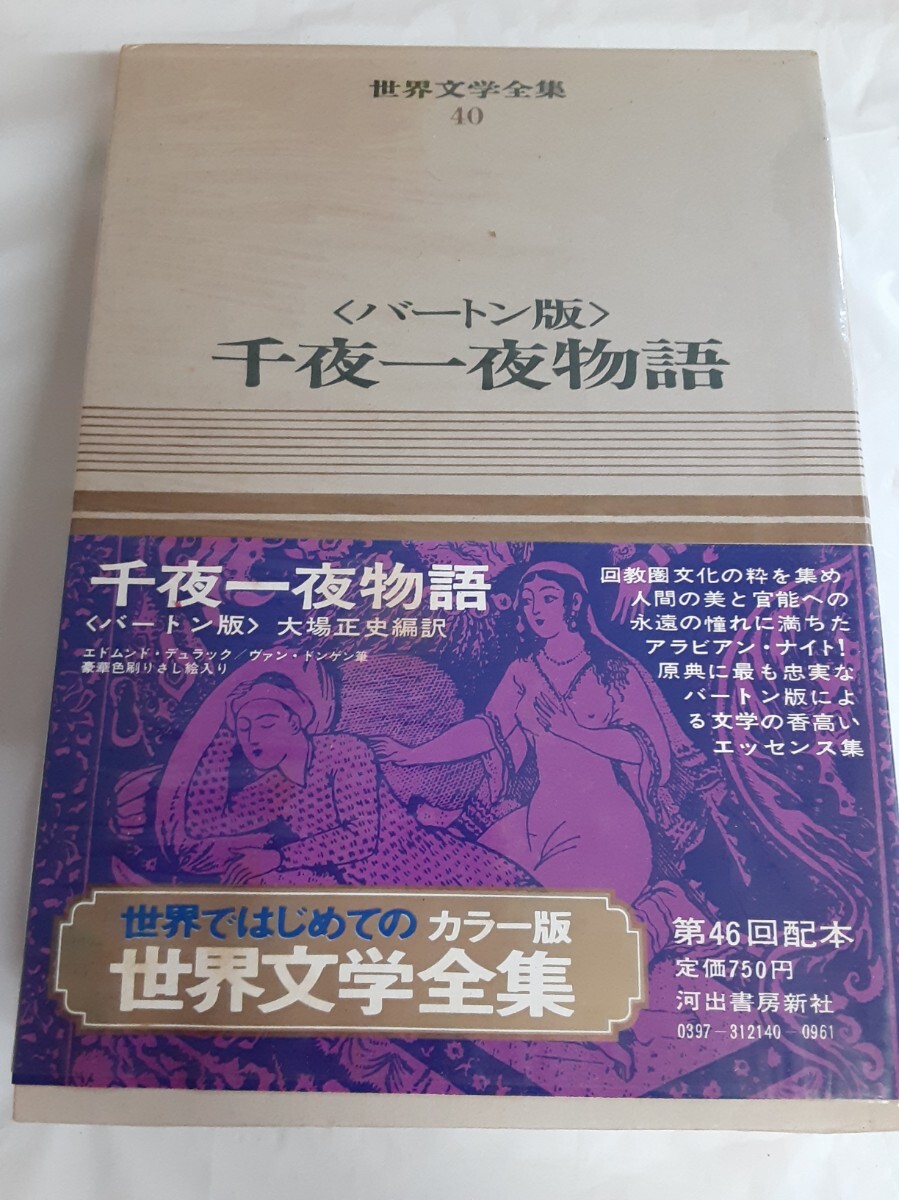 世界文学全集
40
〈バートン版〉
千夜一夜物語
千夜一夜物語
〈バートン版〉 大場正史編訳
エドムンド・デュラック／ヴァン・ドンゲン筆
豪華色刷りさし絵入り
回教圏文化の粋を集め
人間の美と官能への
永遠の憧れに満ちた
アラビアン・ナイト!
原典に最も忠実な
バートン版によ
る文学の香高い
エッセンス集
世界ではじめての カラー版
世界文学全集
第46回配本
定価750円
河出書房新社
0397-312140-0961